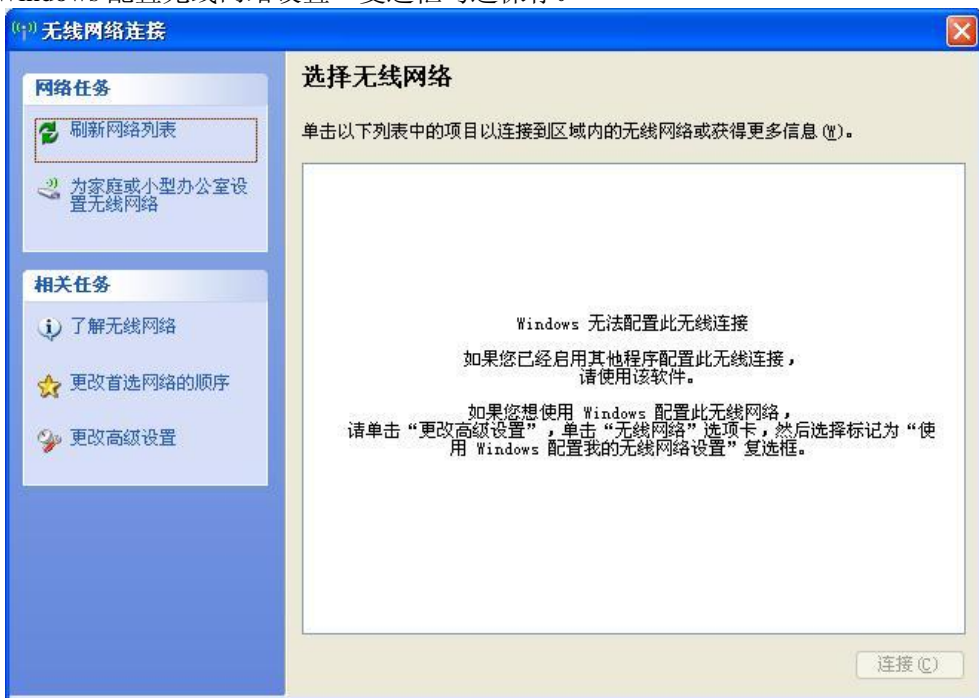 Windows 配置无线网络设置”复选框勾选保存。
无线网络连接
网络任务
刷新网络列表
为家庭或小型办公室设
置无线网络
相关任务
了解无线网络
更改首选网络的顺序
更改高级设置
选择无线网络
单击以下列表中的项目以连接到区域内的无线网络或获得更多信息(W)。
Windows 无法配置此无线连接
如果您已经启用其他程序配置此无线连接，
请使用该软件。
如果您想使用 Windows 配置此无线网络，
请单击“更改高级设置”，单击“无线网络”选项卡，然后选择标记为“使
用 Windows 配置我的无线网络设置”复选框。
连接(C)